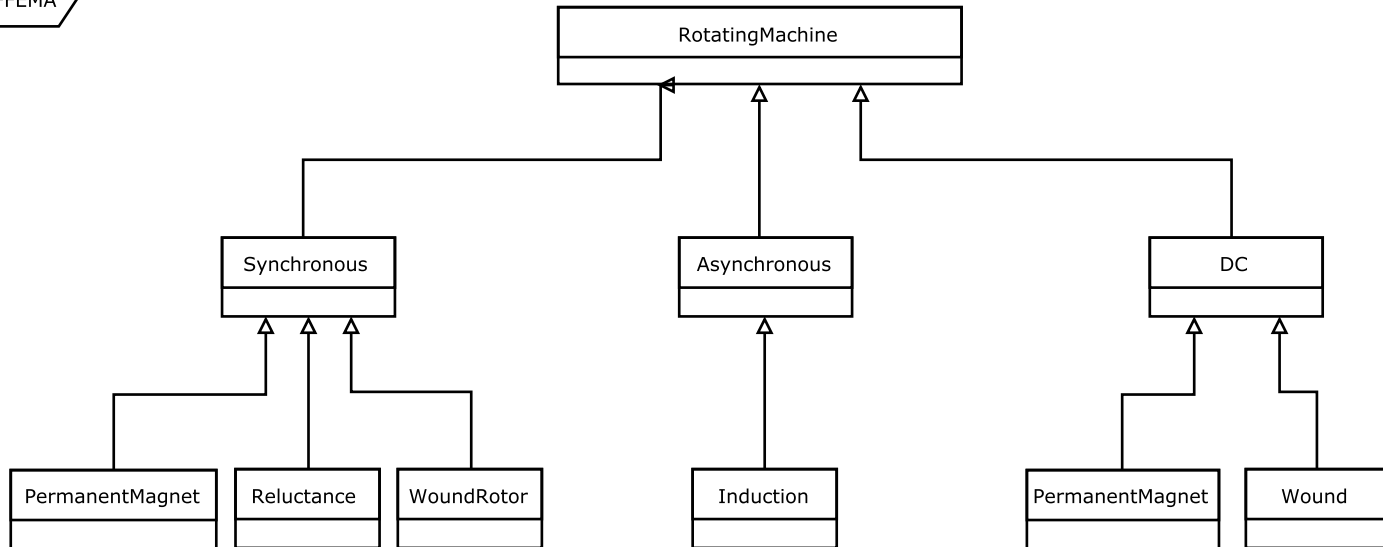 RotatingMachine
Synchronous
Asynchronous
DC
PermanentMagnet
Reluctance
WoundRotor
Induction
PermanentMagnet
Wound